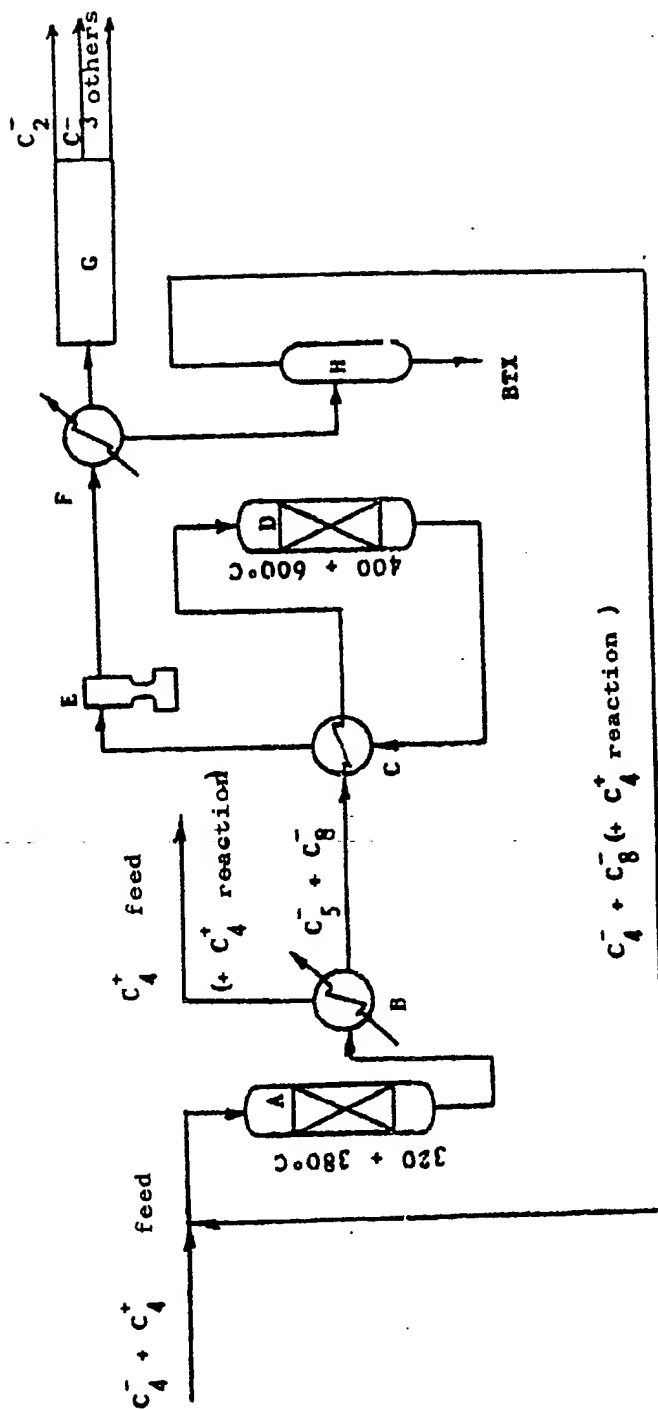 C₄⁻ + C₄⁺ feed
A
320 + 380°C
B
C₄⁺ feed
(+ C₄⁺ reaction)
C₅⁻ + C₈⁻
C
D
400 + 600°C
E
F
G
C₂⁻
C₃⁻
others
H
BTX
C₄⁻ + C₈⁻ (+ C₄⁺ reaction)